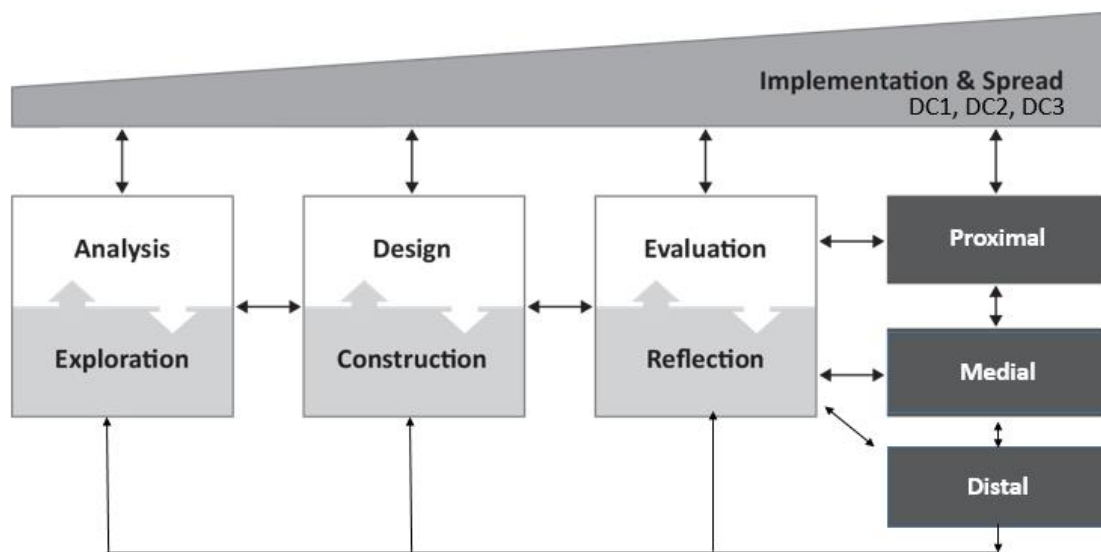 Implementation & Spread
DC1, DC2, DC3
Analysis
Exploration
Design
Construction
Evaluation
Reflection
Proximal
Medial
Distal